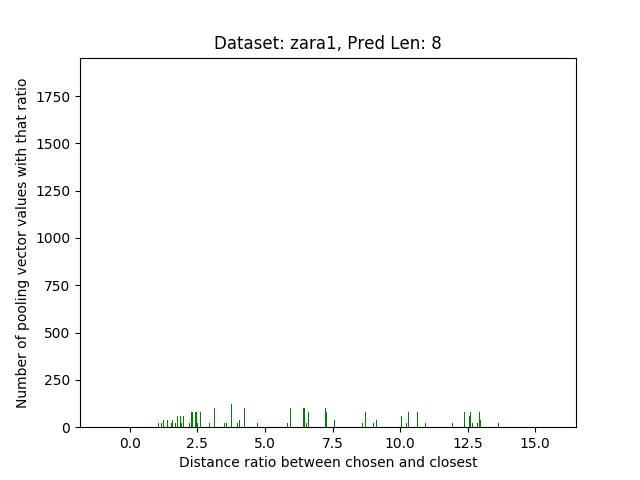 Dataset: zara1, Pred Len: 8
Number of pooling vector values with that ratio
1750
1500
1250
1000
750
500
250
0
0.0 2.5 5.0 7.5 10.0 12.5 15.0
Distance ratio between chosen and closest